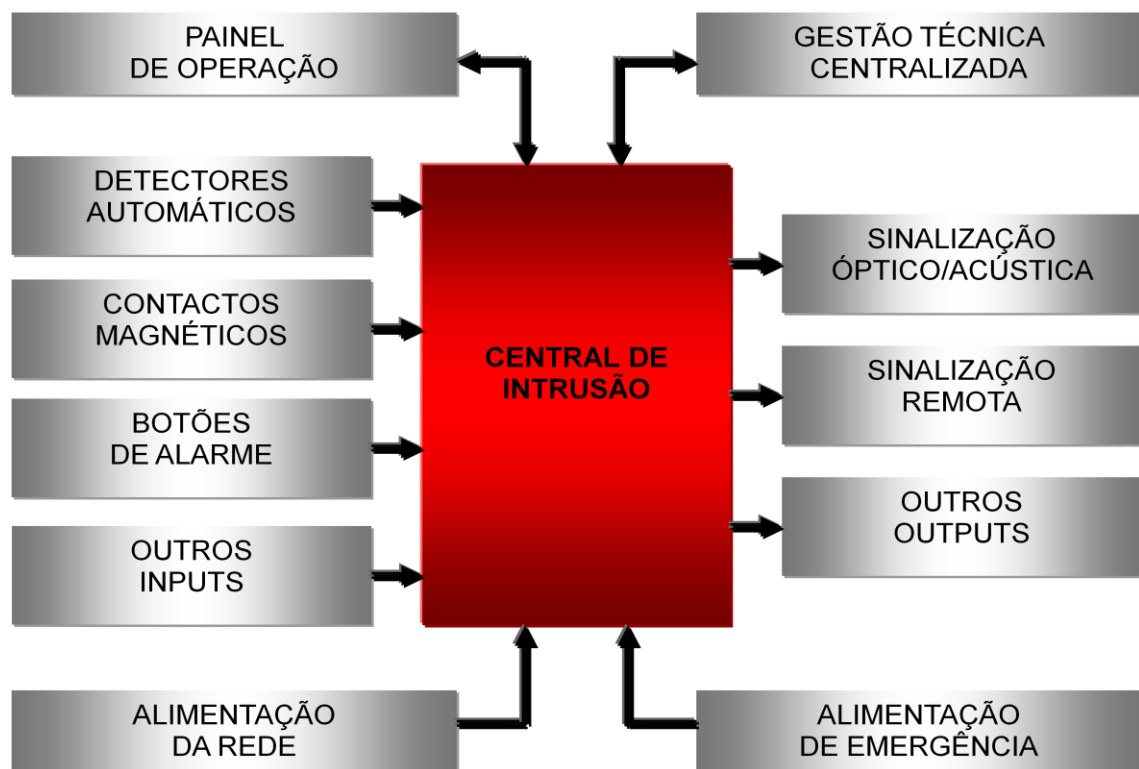 PAINEL
DE OPERAÇÃO
GESTÃO TÉCNICA
CENTRALIZADA
DETECTORES
AUTOMÁTICOS
CONTACTOS
MAGNÉTICOS
BOTÕES
DE ALARME
OUTROS
INPUTS
CENTRAL DE
INTRUSÃO
SINALIZAÇÃO
ÓPTICO/ACÚSTICA
SINALIZAÇÃO
REMOTA
OUTROS
OUTPUTS
ALIMENTAÇÃO
DA REDE
ALIMENTAÇÃO
DE EMERGÊNCIA